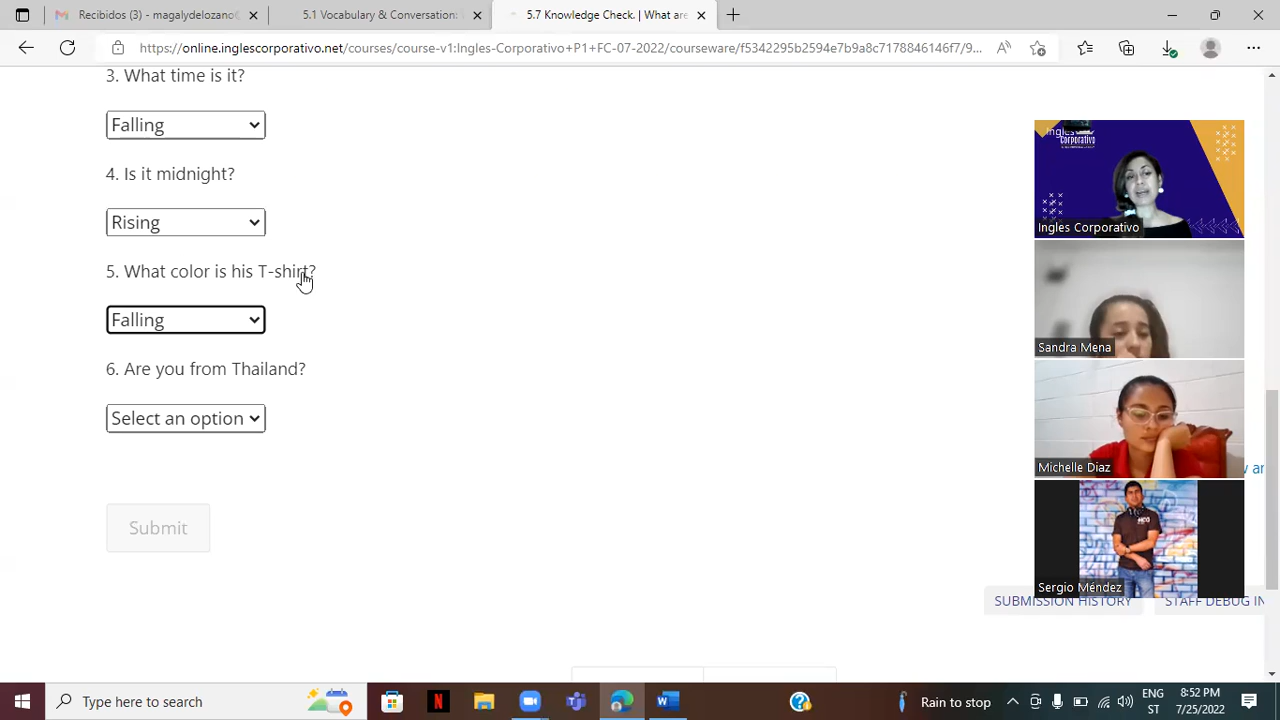 Recibidos (3) - magalydelozano
5.1 Vocabulary & Conversation:
5.7 Knowledge Check. | What are
https://online.inglescorporativo.net/courses/course-v1:Ingles-Corporativo+P1+FC-07-2022/courseware/f5342295b2594e7b9a8c7178846146f7/9...
3. What time is it?
Falling
4. Is it midnight?
Rising
5. What color is his T-shirt?
Falling
6. Are you from Thailand?
Select an option
Submit
Ingles
corporativo
Ingles Corporativo
Sandra Mena
Michelle Diaz
Sergio Méndez
SUBMISSION HISTORY
STAFF DEBUG IN
Type here to search
Rain to stop
ENG
ST
8:52 PM
7/25/2022